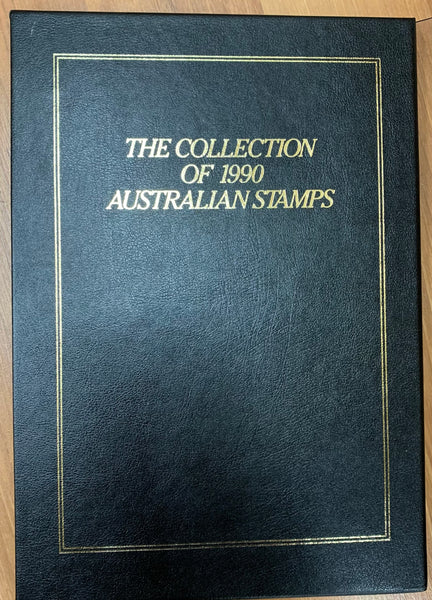 THE COLLECTION
OF 1990
AUSTRALIAN STAMPS